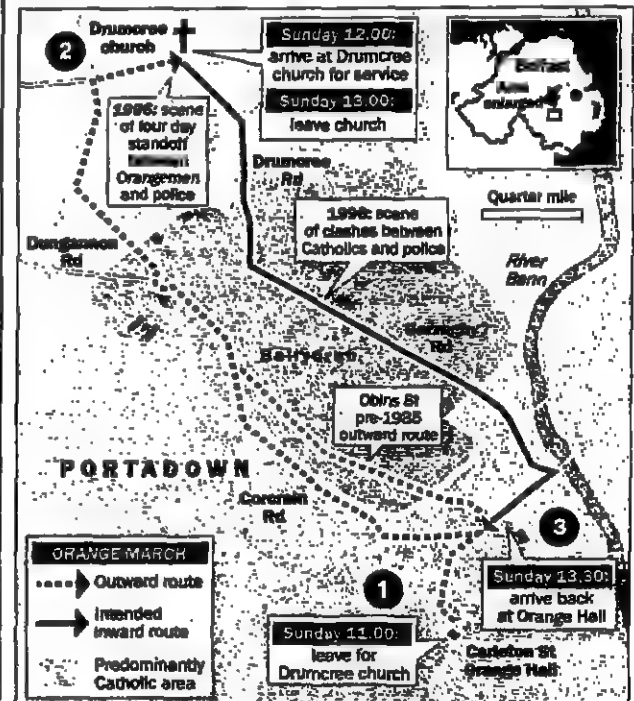 2
Drumcree
church
Sunday 12.00:
arrive at Drumcree
church for service
Sunday 13.00:
leave church
Belfast
Area
enlarged
1996: scene
of four day
standoff
Orangemen
and police
Drumcree
Rd
Quarter mile
1996: scene
of clashes between
Catholics and police
River
Bann
Dungannon
Rd
Rd
Obins St
pre-1985
outward route
PORTADOWN
Corcrain
Rd
3
ORANGE MARCH
Outward route
Intended
inward route
Predominantly
Catholic area
1
Sunday 11.00:
leave for
Drumcree church
Sunday 13.30:
arrive back
at Orange Hall
Carleton St
Orange Hall